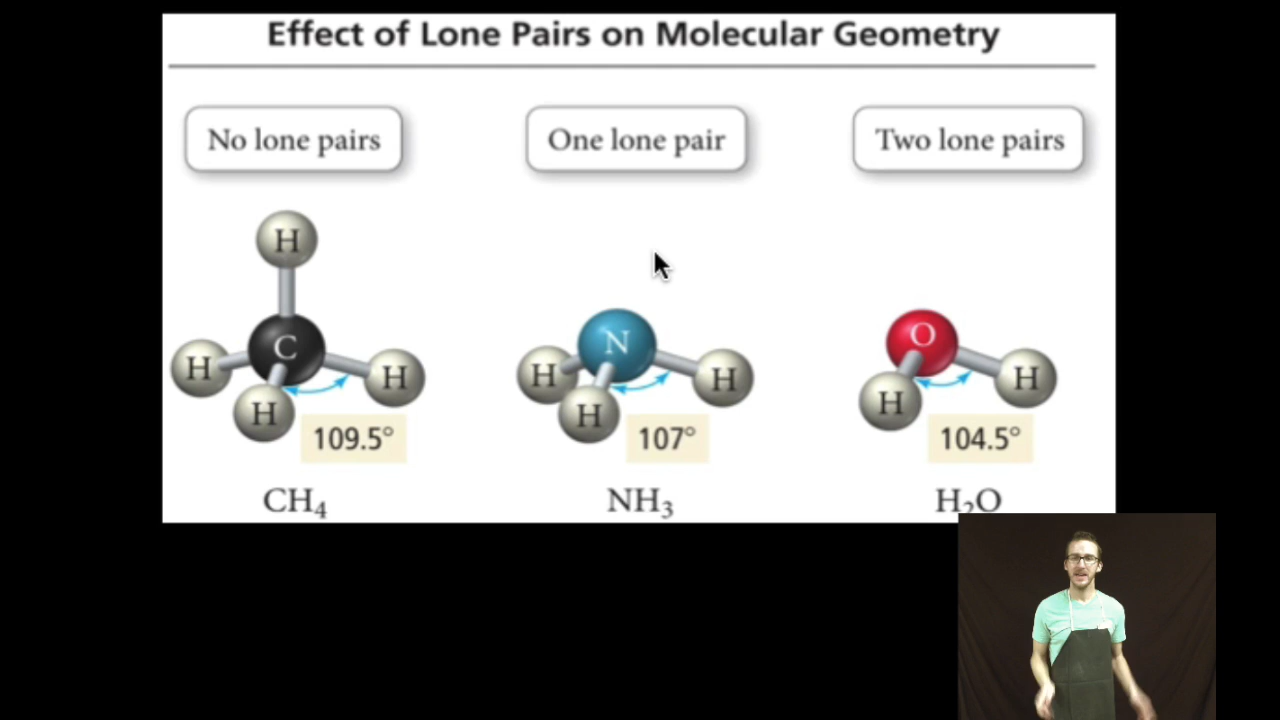 Effect of Lone Pairs on Molecular Geometry
No lone pairs
One lone pair
Two lone pairs
H
C
H
H
H
109.5°
CH₄
N
H
H
H
107°
NH₃
O
H
H
104.5°
H₂O